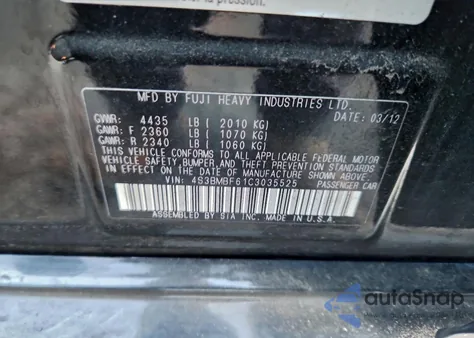 la pression.
MFD BY FUJI HEAVY INDUSTRIES LTD.
DATE: 03/12
GVWR: 4435 LB ( 2010 KG)
GAWR: F 2360 LB ( 1070 KG)
GAWR: R 2340 LB ( 1060 KG)
THIS VEHICLE CONFORMS TO ALL APPLICABLE FEDERAL MOTOR
VEHICLE SAFETY BUMPER AND THEFT PREVENTION STANDARDS
IN EFFECT ON THE DATE OF MANUFACTURE SHOWN ABOVE.
VIN: 4S3BMBF61C3035525 PASSENGER CAR
ASSEMBLED BY SIA INC. MADE IN U.S.A.
autoSnap